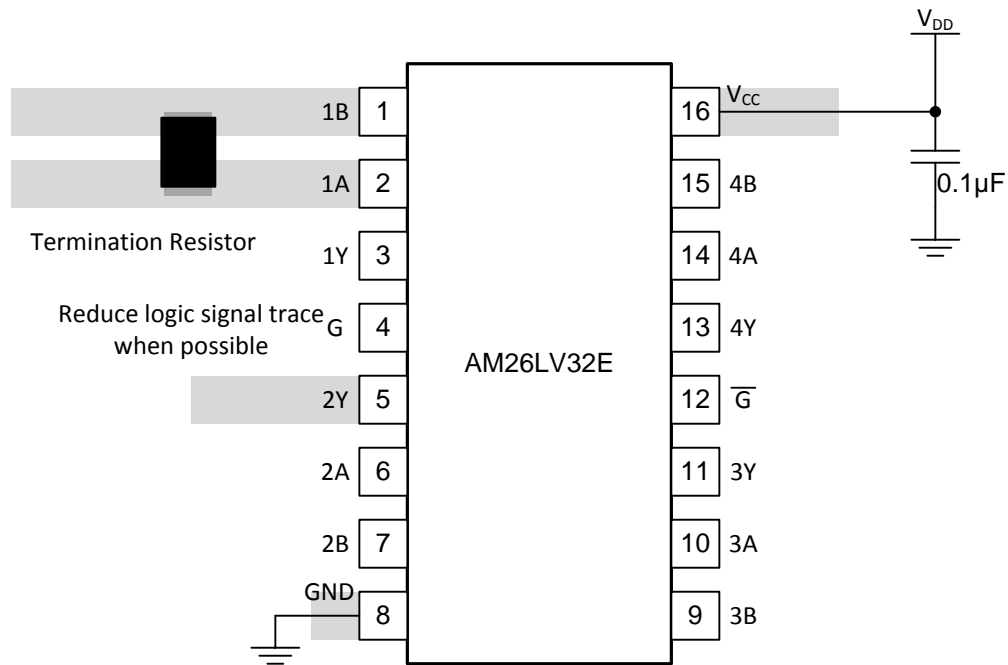 V_DD
1B 1
16 V_CC
1A 2
15 4B
0.1µF
Termination Resistor
1Y 3
14 4A
Reduce logic signal trace
when possible
G 4
13 4Y
AM26LV32E
2Y 5
12 G̅
2A 6
11 3Y
2B 7
10 3A
GND
8
9 3B